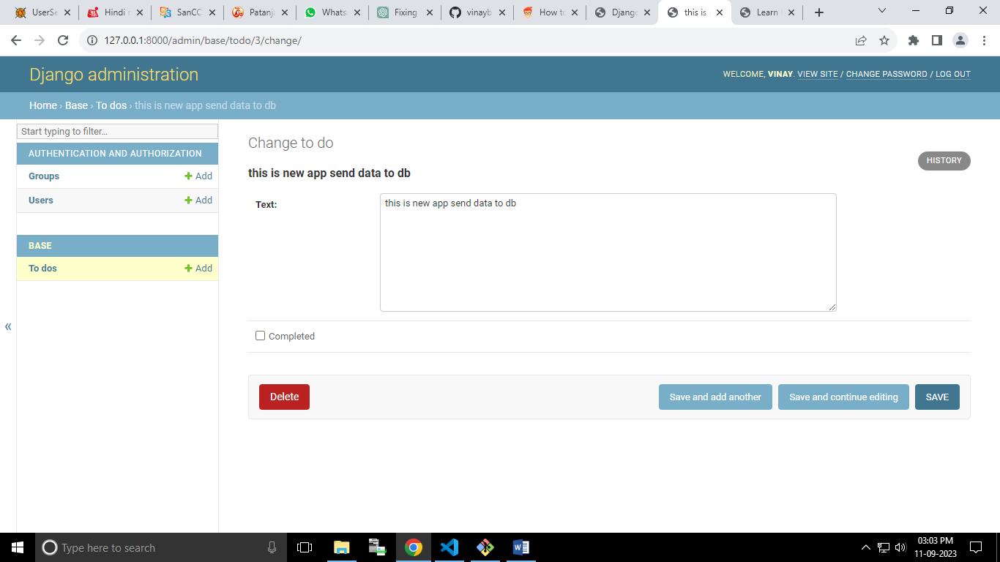 UserSe
Hindi r
SanCC
Patanja
Whats
Fixing
vinayb
How to
Django
this is
Learn
127.0.0.1:8000/admin/base/todo/3/change/
Django administration
WELCOME, VINAY. VIEW SITE / CHANGE PASSWORD / LOG OUT
Home › Base › To dos › this is new app send data to db
Start typing to filter...
AUTHENTICATION AND AUTHORIZATION
Groups + Add
Users + Add
BASE
To dos + Add
«
Change to do
HISTORY
this is new app send data to db
Text:
this is new app send data to db
Completed
Delete
Save and add another
Save and continue editing
SAVE
Type here to search
03:03 PM
11-09-2023